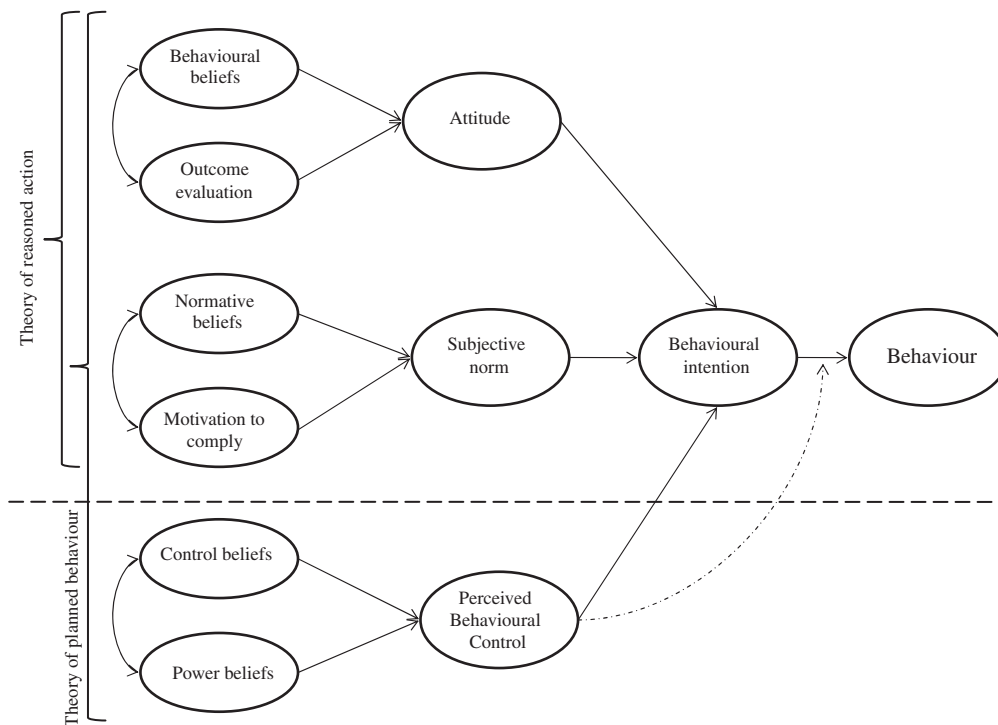 Theory of reasoned action
Theory of planned behaviour
Behavioural
beliefs
Outcome
evaluation
Attitude
Normative
beliefs
Motivation to
comply
Subjective
norm
Behavioural
intention
Behaviour
Control beliefs
Power beliefs
Perceived
Behavioural
Control